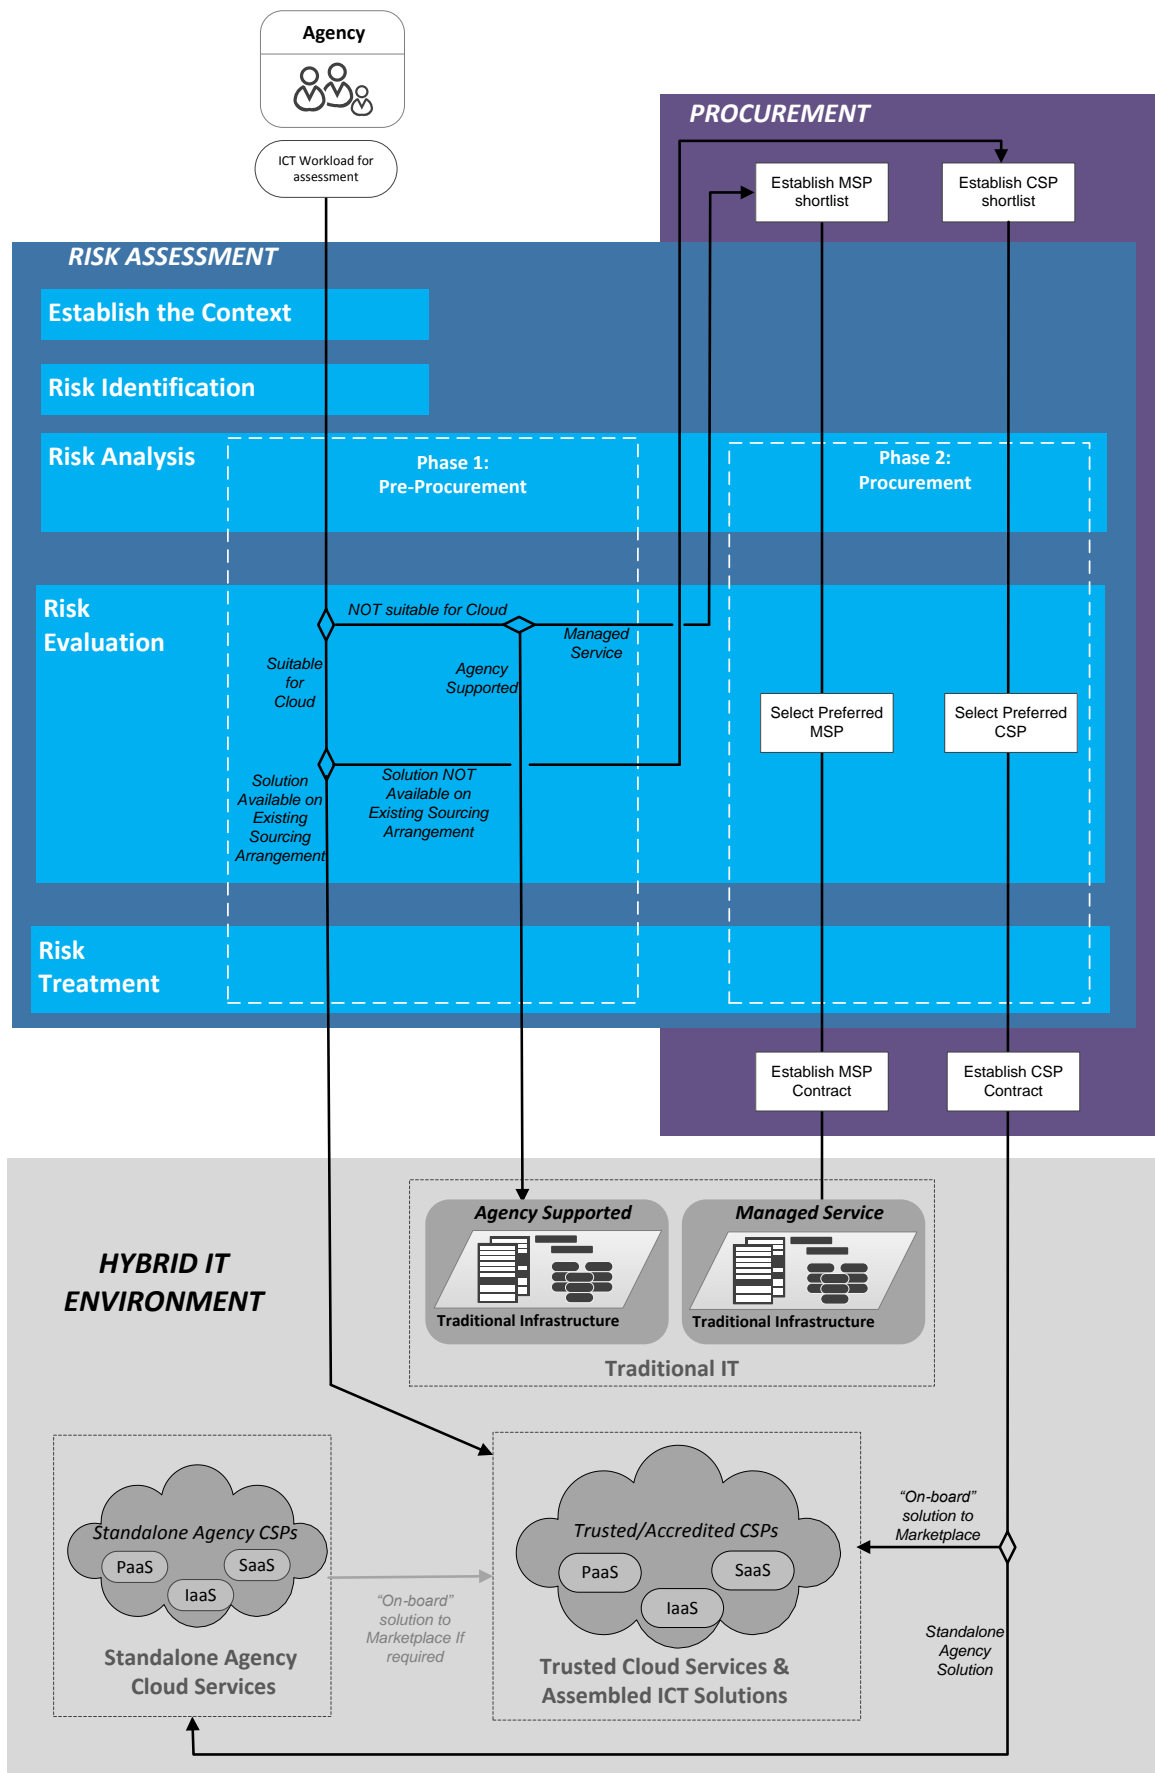 Agency
ICT Workload for
assessment
PROCUREMENT
Establish MSP
shortlist
Establish CSP
shortlist
RISK ASSESSMENT
Establish the Context
Risk Identification
Risk Analysis
Phase 1:
Pre-Procurement
Phase 2:
Procurement
Risk
Evaluation
NOT suitable for Cloud
Managed
Service
Suitable
for
Cloud
Agency
Supported
Select Preferred
MSP
Select Preferred
CSP
Solution
Available on
Existing
Sourcing
Arrangement
Solution NOT
Available on
Existing Sourcing
Arrangement
Risk
Treatment
Establish MSP
Contract
Establish CSP
Contract
HYBRID IT
ENVIRONMENT
Agency Supported
Traditional Infrastructure
Managed Service
Traditional Infrastructure
Traditional IT
Standalone Agency CSPs
PaaS
SaaS
IaaS
Standalone Agency
Cloud Services
“On-board”
solution to
Marketplace If
required
Trusted/Accredited CSPs
PaaS
SaaS
IaaS
Trusted Cloud Services &
Assembled ICT Solutions
“On-board”
solution to
Marketplace
Standalone
Agency
Solution